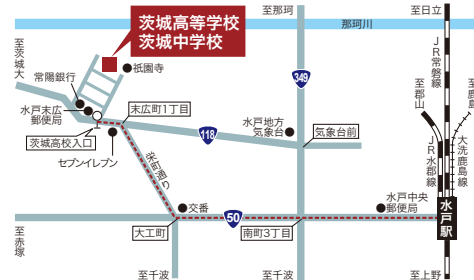 至那珂
至日立
茨城高等学校
茨城中学校
那珂川
至茨城大
祇園寺
常陽銀行
水戸末広
郵便局
末広町1丁目
茨城高校入口
セブンイレブン
118
349
水戸地方
気象台
気象台前
JR常磐線
至郡山
至鹿島
JR水郡線
大洗鹿島線
栄町通り
交番
50
水戸中央
郵便局
水戸駅
大工町
南町3丁目
至赤塚
至千波
至千波
至上野